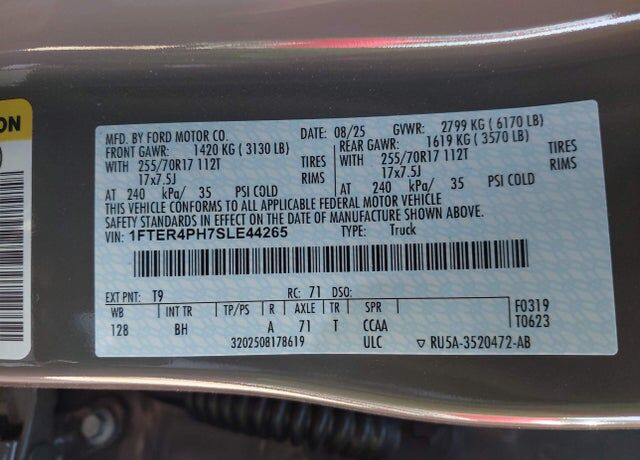 ON
MFD. BY FORD MOTOR CO.
DATE: 08/25
GVWR: 2799 KG ( 6170 LB)
FRONT GAWR: 1420 KG ( 3130 LB)
WITH 255/70R17 112T TIRES
17x7.5J RIMS
AT 240 kPa/ 35 PSI COLD
REAR GAWR: 1619 KG ( 3570 LB)
WITH 255/70R17 112T TIRES
17x7.5J RIMS
AT 240 kPa/ 35 PSI COLD
THIS VEHICLE CONFORMS TO ALL APPLICABLE FEDERAL MOTOR VEHICLE
SAFETY STANDARDS IN EFFECT ON THE DATE OF MANUFACTURE SHOWN ABOVE.
VIN: 1FTER4PH7SLE44265
TYPE: Truck
EXT PNT: T9 RC: 71 DSO:
WB INT TR TP/PS R AXLE TR SPR
128 BH A 71 T CCAA
F0319
T0623
3202508178619 ULC ▽ RU5A-3520472-AB